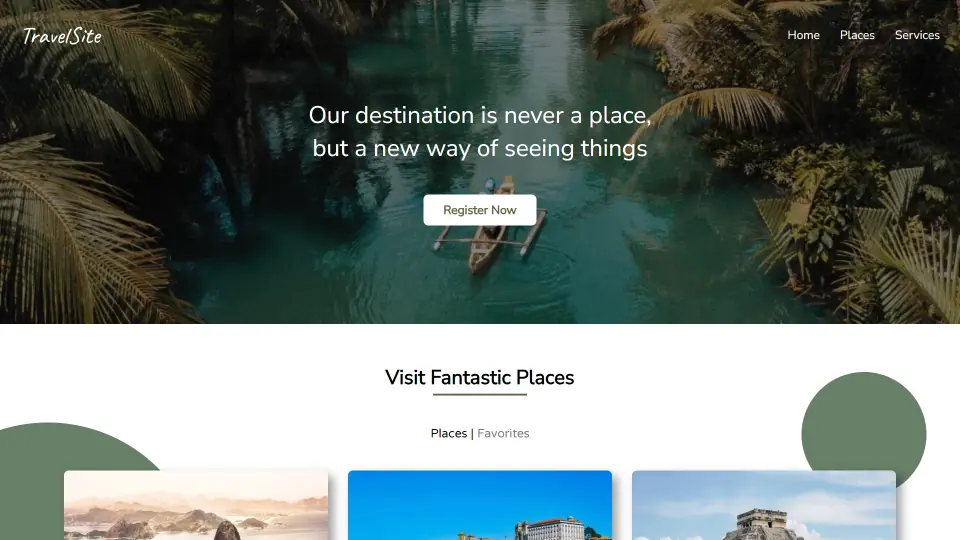 TravelSite
Home Places Services
Our destination is never a place,
but a new way of seeing things
Register Now
Visit Fantastic Places
Places | Favorites